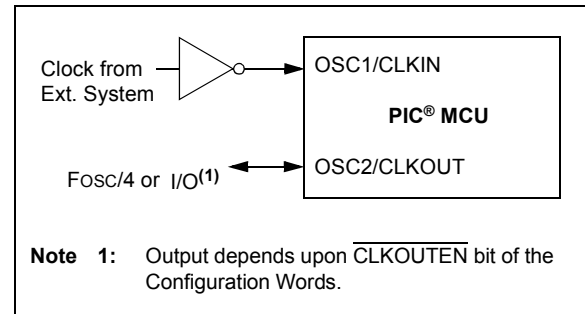 Clock from
Ext. System
OSC1/CLKIN
PIC® MCU
FOSC/4 or I/O(1)
OSC2/CLKOUT
Note 1: Output depends upon CLKOUTEN bit of the
Configuration Words.